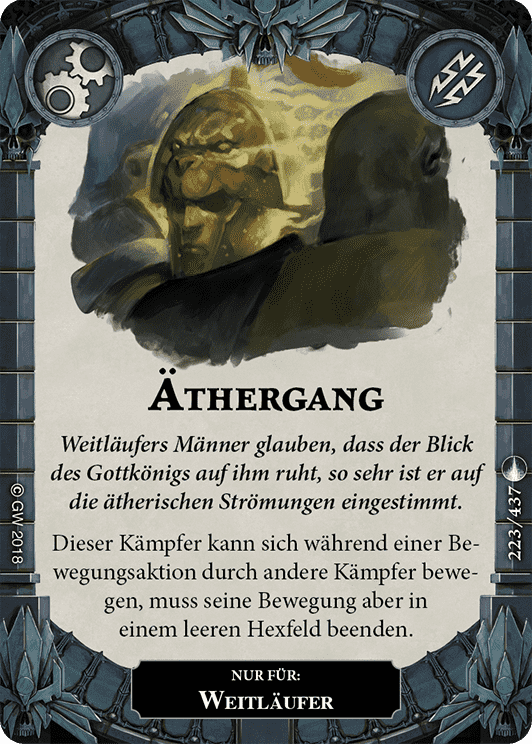 ÄTHERGANG
Weitläufers Männer glauben, dass der Blick
des Gottkönigs auf ihm ruht, so sehr ist er auf
die ätherischen Strömungen eingestimmt.
Dieser Kämpfer kann sich während einer Be-
wegungsaktion durch andere Kämpfer bewe-
gen, muss seine Bewegung aber in
einem leeren Hexfeld beenden.
NUR FÜR:
WEITLÄUFER
© GW 2018
223/437